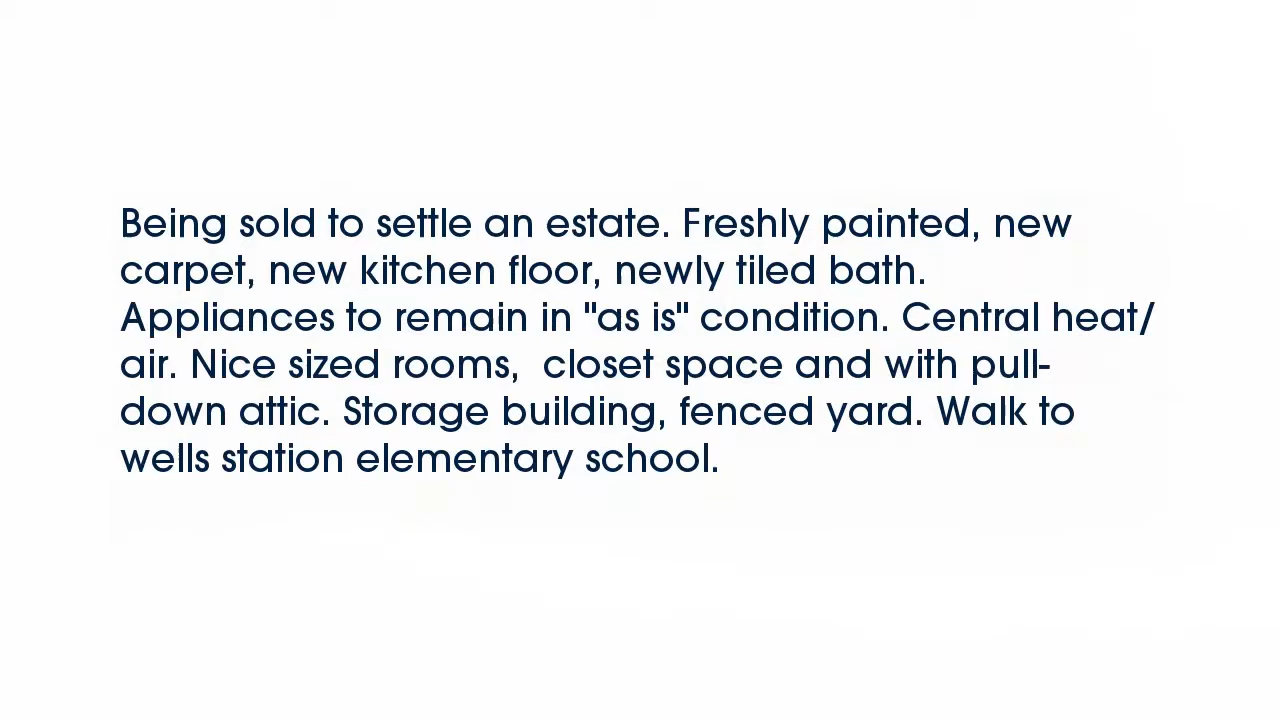 Being sold to settle an estate. Freshly painted, new
carpet, new kitchen floor, newly tiled bath.
Appliances to remain in "as is" condition. Central heat/
air. Nice sized rooms,  closet space and with pull-
down attic. Storage building, fenced yard. Walk to
wells station elementary school.